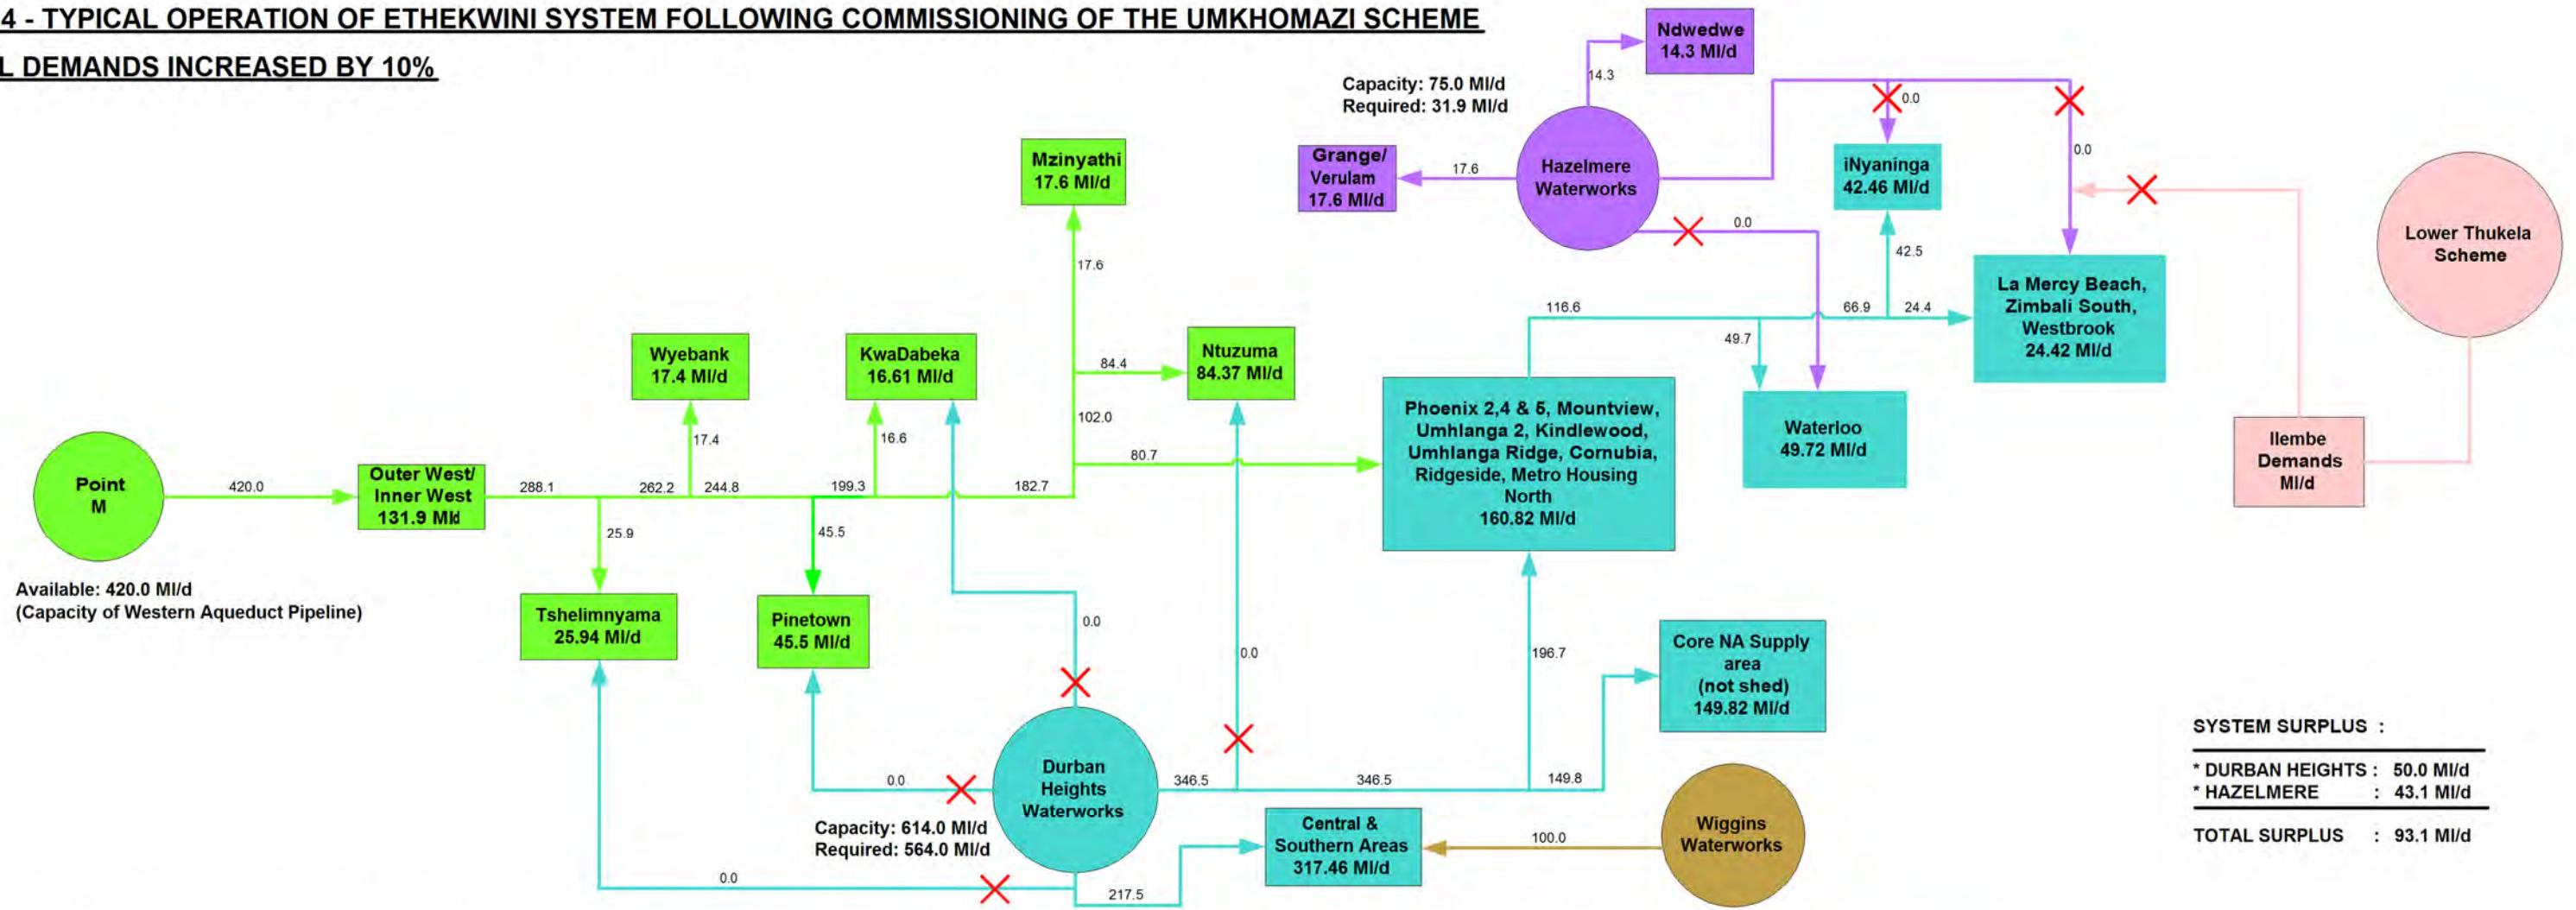 4 - TYPICAL OPERATION OF ETHEKWINI SYSTEM FOLLOWING COMMISSIONING OF THE UMKHOMAZI SCHEME
L DEMANDS INCREASED BY 10%
Ndwedwe
14.3 Ml/d
14.3
Capacity: 75.0 Ml/d
Required: 31.9 Ml/d
Hazelmere
Waterworks
17.6
Grange/
Verulam
17.6 Ml/d
0.0
0.0
0.0
iNyaninga
42.46 Ml/d
42.5
La Mercy Beach,
Zimbali South,
Westbrook
24.42 Ml/d
Lower Thukela
Scheme
Ilembe
Demands
Ml/d
Mzinyathi
17.6 Ml/d
17.6
116.6
66.9
24.4
49.7
Waterloo
49.72 Ml/d
Wyebank
17.4 Ml/d
17.4
KwaDabeka
16.61 Ml/d
16.6
84.4
Ntuzuma
84.37 Ml/d
102.0
80.7
Phoenix 2,4 & 5, Mountview,
Umhlanga 2, Kindlewood,
Umhlanga Ridge, Cornubia,
Ridgeside, Metro Housing
North
160.82 Ml/d
Point
M
420.0
Outer West/
Inner West
131.9 Mld
288.1
262.2
244.8
199.3
182.7
25.9
45.5
Available: 420.0 Ml/d
(Capacity of Western Aqueduct Pipeline)
Tshelimnyama
25.94 Ml/d
Pinetown
45.5 Ml/d
0.0
0.0
196.7
Core NA Supply
area
(not shed)
149.82 Ml/d
0.0
Durban
Heights
Waterworks
346.5
346.5
149.8
Capacity: 614.0 Ml/d
Required: 564.0 Ml/d
Central &
Southern Areas
317.46 Ml/d
100.0
Wiggins
Waterworks
0.0
217.5
SYSTEM SURPLUS :
* DURBAN HEIGHTS : 50.0 Ml/d
* HAZELMERE : 43.1 Ml/d
TOTAL SURPLUS : 93.1 Ml/d